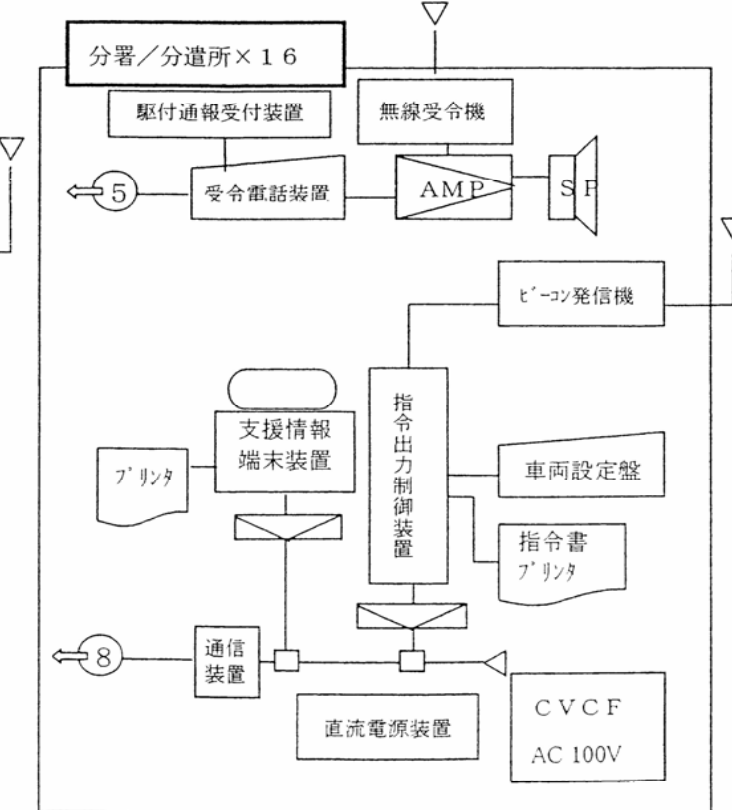 分署／分遣所×１６
駆付通報受付装置
無線受令機
5
受令電話装置
ＡＭＰ
ＳＰ
ﾋﾞｰｺﾝ発信機
支援情報
端末装置
ﾌﾟﾘﾝﾀ
指令出力制御装置
車両設定盤
指令書
ﾌﾟﾘﾝﾀ
8
通信
装置
直流電源装置
ＣＶＣＦ
AC 100V